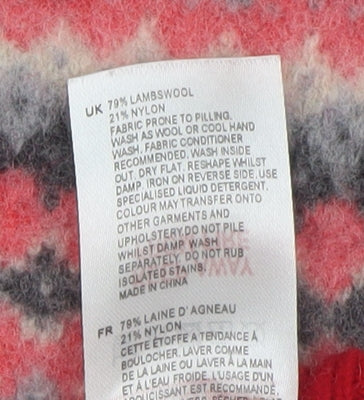 UK 79% LAMBSWOOL
21% NYLON
FABRIC PRONE TO PILLING.
WASH AS WOOL OR COOL HAND
WASH. FABRIC CONDITIONER
RECOMMENDED. WASH INSIDE
OUT. DRY FLAT. RESHAPE WHILST
DAMP. IRON ON REVERSE SIDE. USE
SPECIALISED LIQUID DETERGENT.
COLOUR MAY TRANSFER ONTO
OTHER GARMENTS AND
UPHOLSTERY.DO NOT PILE
WHILST DAMP. WASH
SEPARATELY. DO NOT RUB
ISOLATED STAINS.
MADE IN CHINA
FR 79% LAINE D'AGNEAU
21% NYLON
CETTE ÉTOFFE A TENDANCE À
BOULOCHER. LAVER COMME
DE LA LAINE OU LAVER À LA MAIN
ET À L'EAU FROIDE. L'USAGE D'UN
ADOUCISSANT EST RECOMMANDÉ.